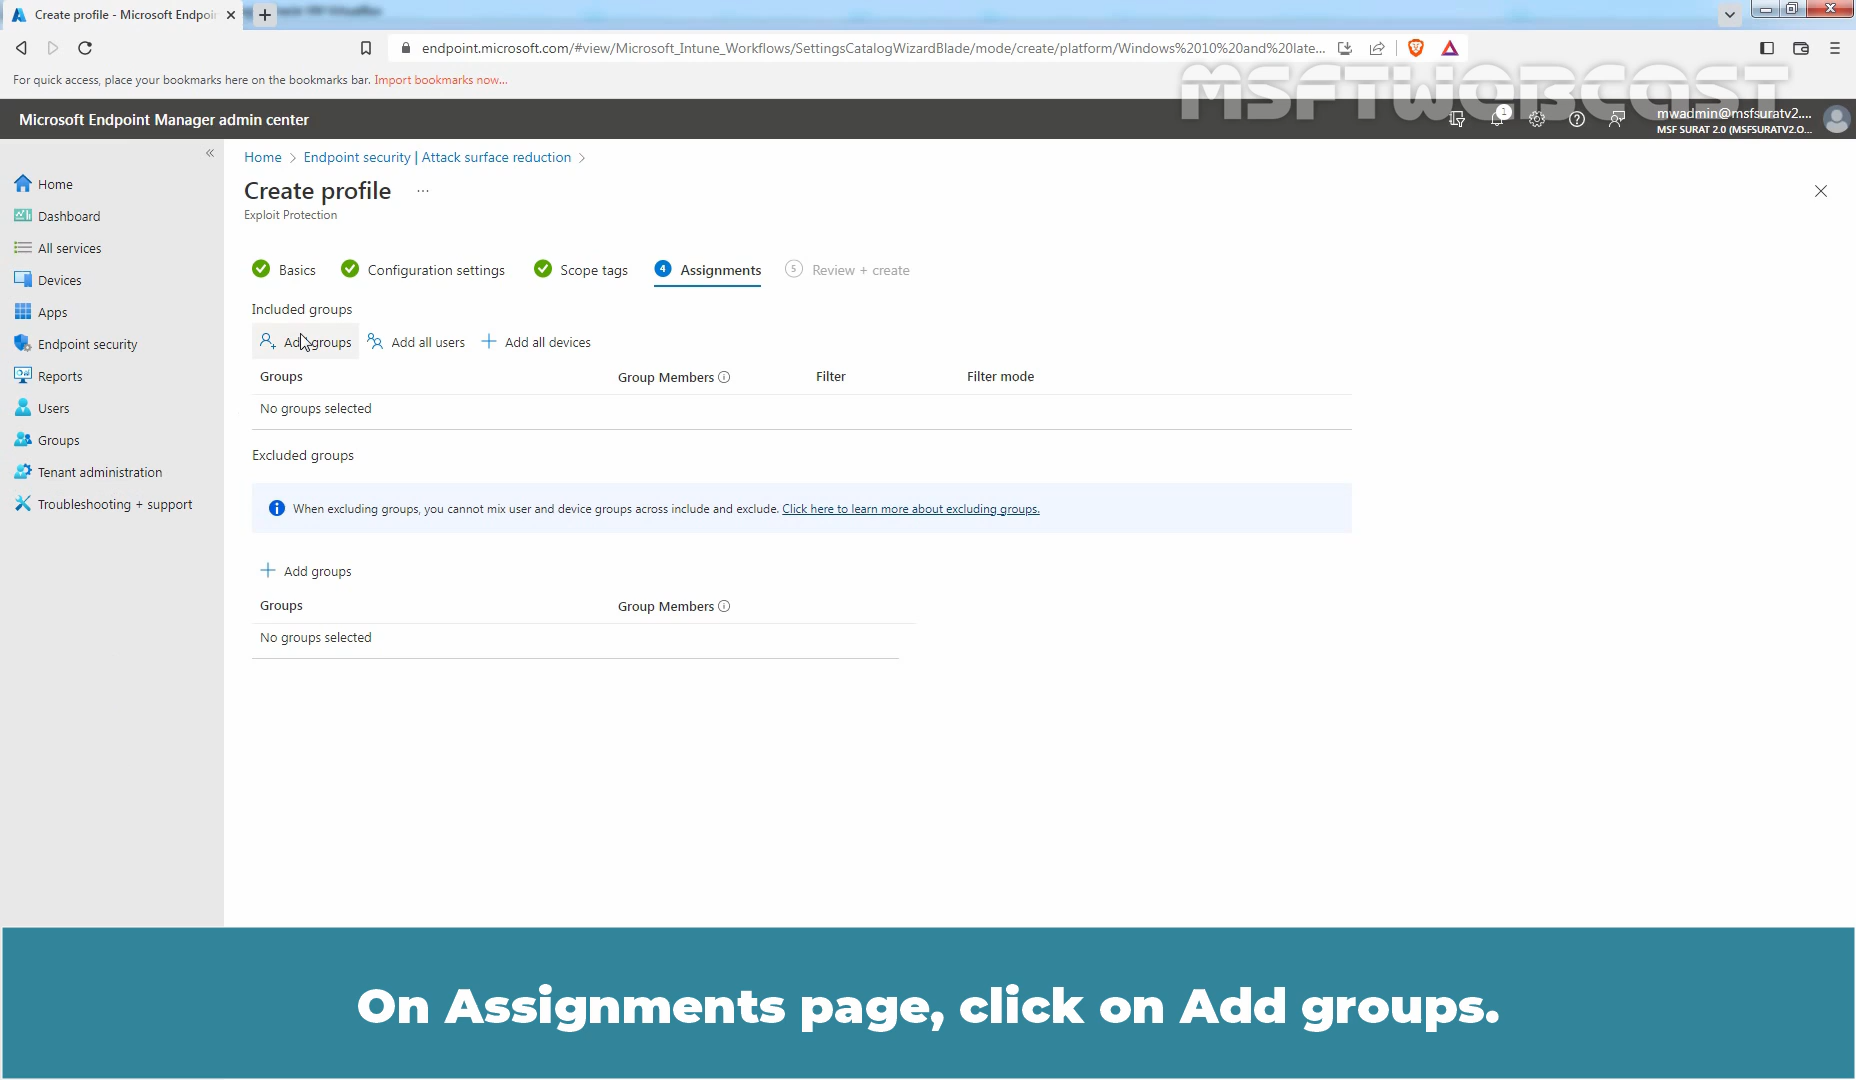 Create profile - Microsoft Endpoin
endpoint.microsoft.com/#view/Microsoft_Intune_Workflows/SettingsCatalogWizardBlade/mode/create/platform/Windows%2010%20and%20late...
For quick access, place your bookmarks here on the bookmarks bar. Import bookmarks now...
MSFTWEBCAST
Microsoft Endpoint Manager admin center
1
mwadmin@msfsuratv2....
MSF SURAT 2.0 (MSFSURATV2.O...
Home > Endpoint security | Attack surface reduction >
Create profile ...
Exploit Protection
Home
Dashboard
All services
Devices
Apps
Endpoint security
Reports
Users
Groups
Tenant administration
Troubleshooting + support
Basics Configuration settings Scope tags 4 Assignments 5 Review + create
Included groups
Add groups Add all users + Add all devices
Groups Group Members Filter Filter mode
No groups selected
Excluded groups
When excluding groups, you cannot mix user and device groups across include and exclude. Click here to learn more about excluding groups.
+ Add groups
Groups Group Members
No groups selected
On Assignments page, click on Add groups.